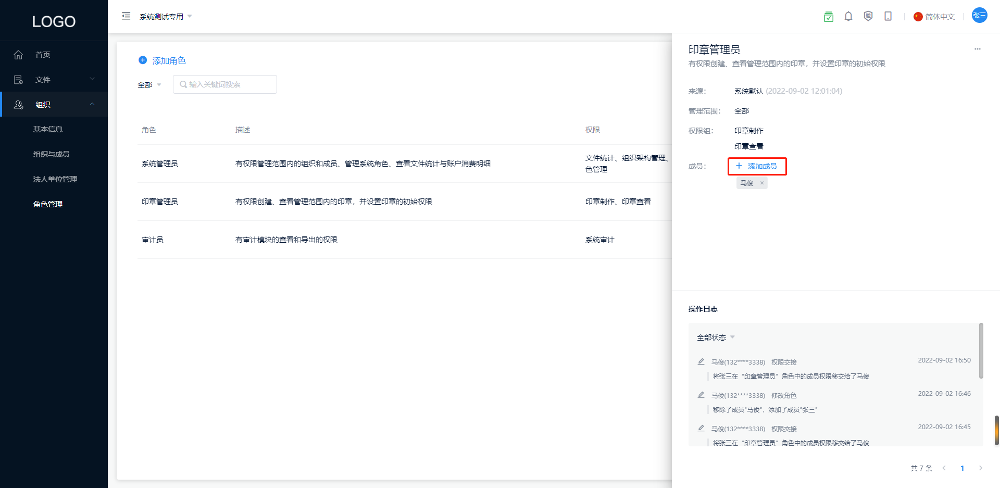 LOGO
首页
文件
组织
基本信息
组织与成员
法人单位管理
角色管理
系统测试专用
验
简体中文
张三
添加角色
全部
输入关键词搜索
角色 描述 权限
系统管理员 有权限管理范围内的组织和成员、管理系统角色、查看文件统计与账户消费明细 文件统计、组织架构管理、
色管理
印章管理员 有权限创建、查看管理范围内的印章，并设置印章的初始权限 印章制作、印章查看
审计员 有审计模块的查看和导出的权限 系统审计
印章管理员
有权限创建、查看管理范围内的印章，并设置印章的初始权限
来源： 系统默认 (2022-09-02 12:01:04)
管理范围： 全部
权限组： 印章制作
印章查看
成员： + 添加成员
马俊 ×
操作日志
全部状态
马俊(132****3338) 权限交接 2022-09-02 16:50
将张三在“印章管理员”角色中的成员权限移交给了马俊
马俊(132****3338) 修改角色 2022-09-02 16:46
移除了成员"马俊"，添加了成员"张三"
马俊(132****3338) 权限交接 2022-09-02 16:45
将张三在“印章管理员”角色中的成员权限移交给了马俊
共 7 条 < 1 >